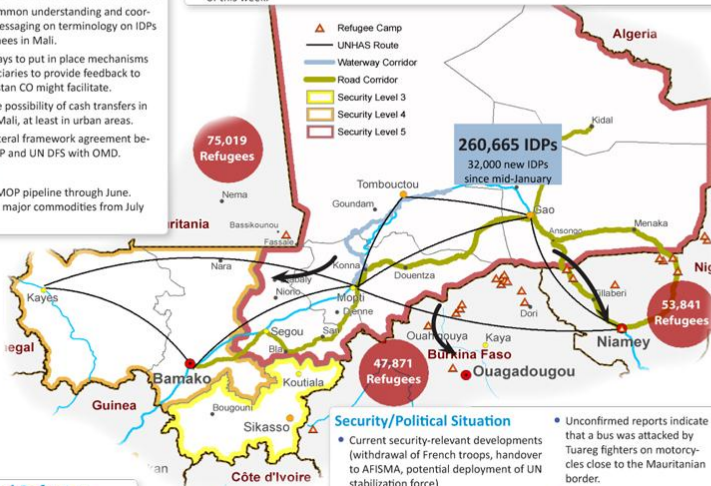 mmon understanding and coor-
essaging on terminology on IDPs
nees in Mali.
ays to put in place mechanisms
ciaries to provide feedback to
stan CO might facilitate.
e possibility of cash transfers in
Mali, at least in urban areas.
teral framework agreement be-
P and UN DFS with OMD.
MOP pipeline through June.
major commodities from July
Refugee Camp
UNHAS Route
Waterway Corridor
Road Corridor
Security Level 3
Security Level 4
Security Level 5
Algeria
75,019
Refugees
260,665 IDPs
32,000 new IDPs
since mid-January
Kidal
Nema
Tombouctou
Goundam
Gao
ritania
Bassikounou
Fassale
Ansongo
Menaka
Nara
Konna
Douentza
Nig
Kayes
Niono
Mopti
Djenne
Tillaberi
53,841
Refugees
Dori
Segou
San
Ouahigouya
Kaya
Niamey
egal
Bla
47,871
Refugees
Burkina Faso
Ouagadougou
Bamako
Koutiala
Guinea
Bougouni
Sikasso
Côte d'Ivoire
Security/Political Situation
• Current security-relevant developments
(withdrawal of French troops, handover
to AFISMA, potential deployment of UN
stabilization force)
• Unconfirmed reports indicate
that a bus was attacked by
Tuareg fighters on motorcy-
cles close to the Mauritanian
border.